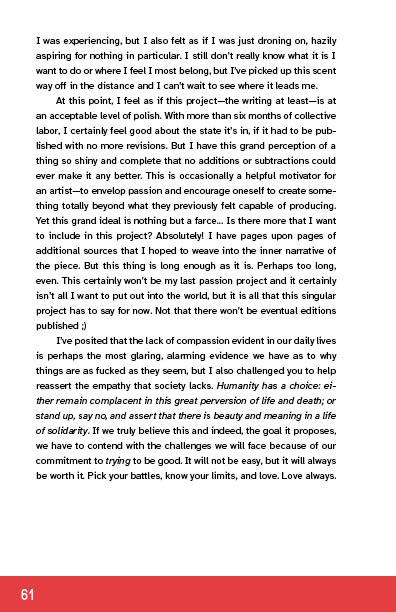 I was experiencing, but I also felt as if I was just droning on, hazily
aspiring for nothing in particular. I still don't really know what it is I
want to do or where I feel I most belong, but I've picked up this scent
way off in the distance and I can't wait to see where it leads me.
At this point, I feel as if this project—the writing at least—is at
an acceptable level of polish. With more than six months of collective
labor, I certainly feel good about the state it's in, if it had to be pub-
lished with no more revisions. But I have this grand perception of a
thing so shiny and complete that no additions or subtractions could
ever make it any better. This is occasionally a helpful motivator for
an artist—to envelop passion and encourage oneself to create some-
thing totally beyond what they previously felt capable of producing.
Yet this grand ideal is nothing but a farce... Is there more that I want
to include in this project? Absolutely! I have pages upon pages of
additional sources that I hoped to weave into the inner narrative of
the piece. But this thing is long enough as it is. Perhaps too long,
even. This certainly won't be my last passion project and it certainly
isn't all I want to put out into the world, but it is all that this singular
project has to say for now. Not that there won't be eventual editions
published ;)
I've posited that the lack of compassion evident in our daily lives
is perhaps the most glaring, alarming evidence we have as to why
things are as fucked as they seem, but I also challenged you to help
reassert the empathy that society lacks. Humanity has a choice: ei-
ther remain complacent in this great perversion of life and death; or
stand up, say no, and assert that there is beauty and meaning in a life
of solidarity. If we truly believe this and indeed, the goal it proposes,
we have to contend with the challenges we will face because of our
commitment to trying to be good. It will not be easy, but it will always
be worth it. Pick your battles, know your limits, and love. Love always.
61